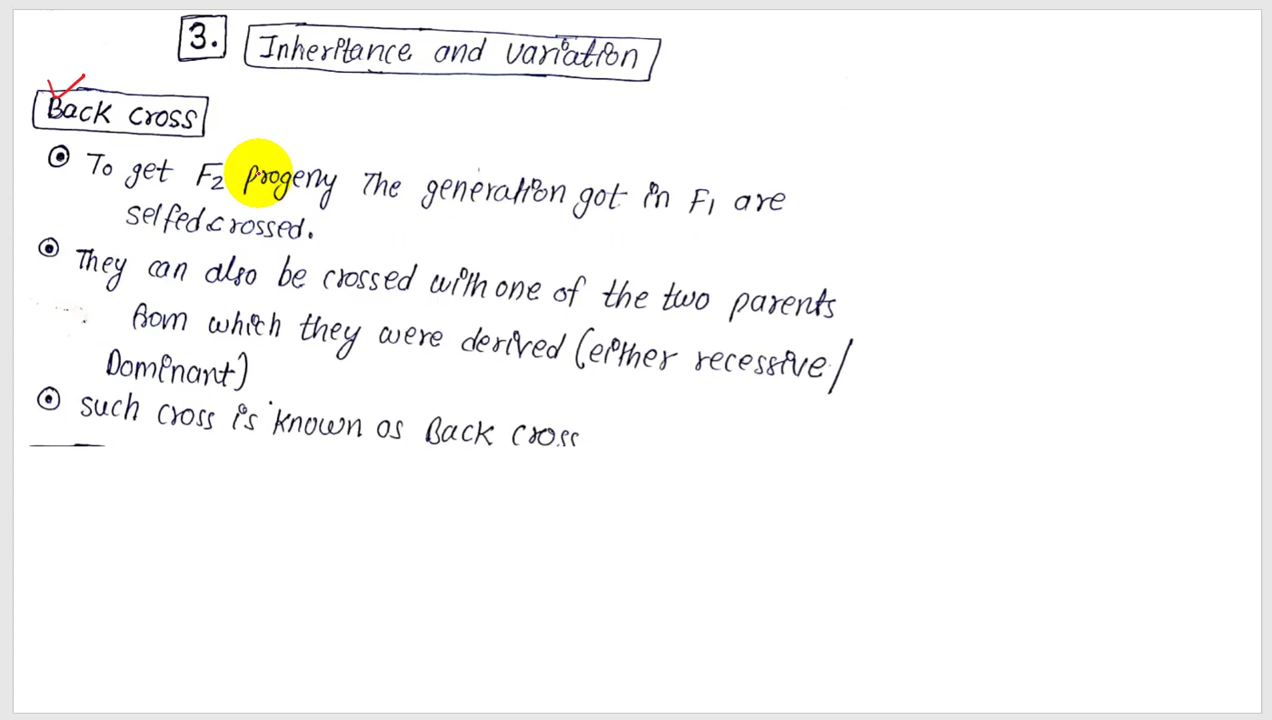 3. Inheritance and variation
Back cross
To get F2 progeny The generation got in F1 are
selfed crossed.
They can also be crossed with one of the two parents
from which they were derived (either recessive/
Dominant)
such cross is known as Back cross